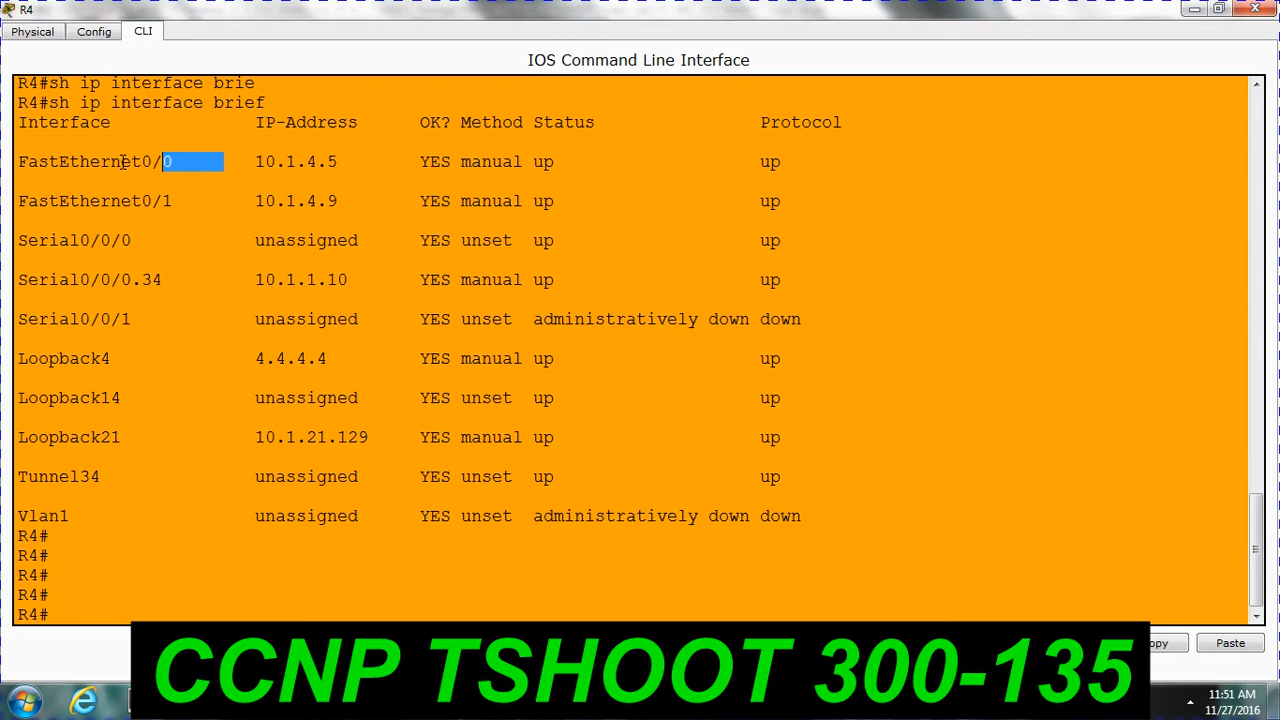 R4
Physical Config CLI
IOS Command Line Interface
R4#sh ip interface brie
R4#sh ip interface brief
Interface IP-Address OK? Method Status Protocol
FastEthernet0/0 10.1.4.5 YES manual up up
FastEthernet0/1 10.1.4.9 YES manual up up
Serial0/0/0 unassigned YES unset up up
Serial0/0/0.34 10.1.1.10 YES manual up up
Serial0/0/1 unassigned YES unset administratively down down
Loopback4 4.4.4.4 YES manual up up
Loopback14 unassigned YES unset up up
Loopback21 10.1.21.129 YES manual up up
Tunnel34 unassigned YES unset up up
Vlan1 unassigned YES unset administratively down down
R4#
R4#
R4#
R4#
R4#
opy Paste
CCNP TSHOOT 300-135
11:51 AM
11/27/2016